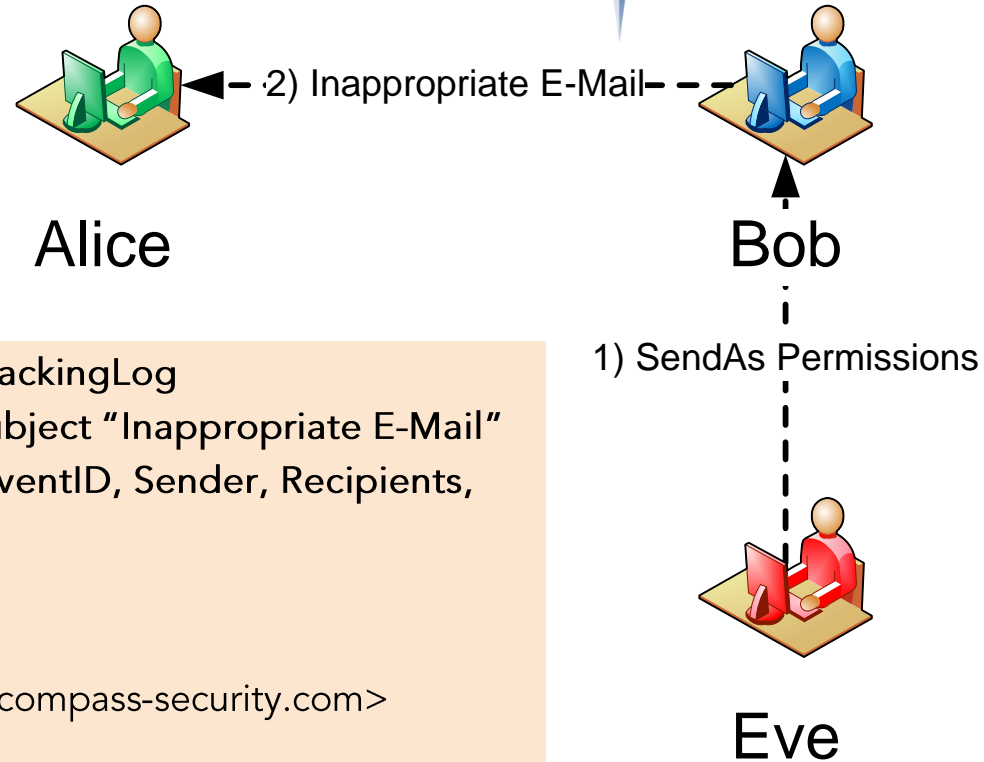 2) Inappropriate E-Mail
Alice
Bob
1) SendAs Permissions
ackingLog
bject “Inappropriate E-Mail”
ventID, Sender, Recipients,
compass-security.com>
Eve